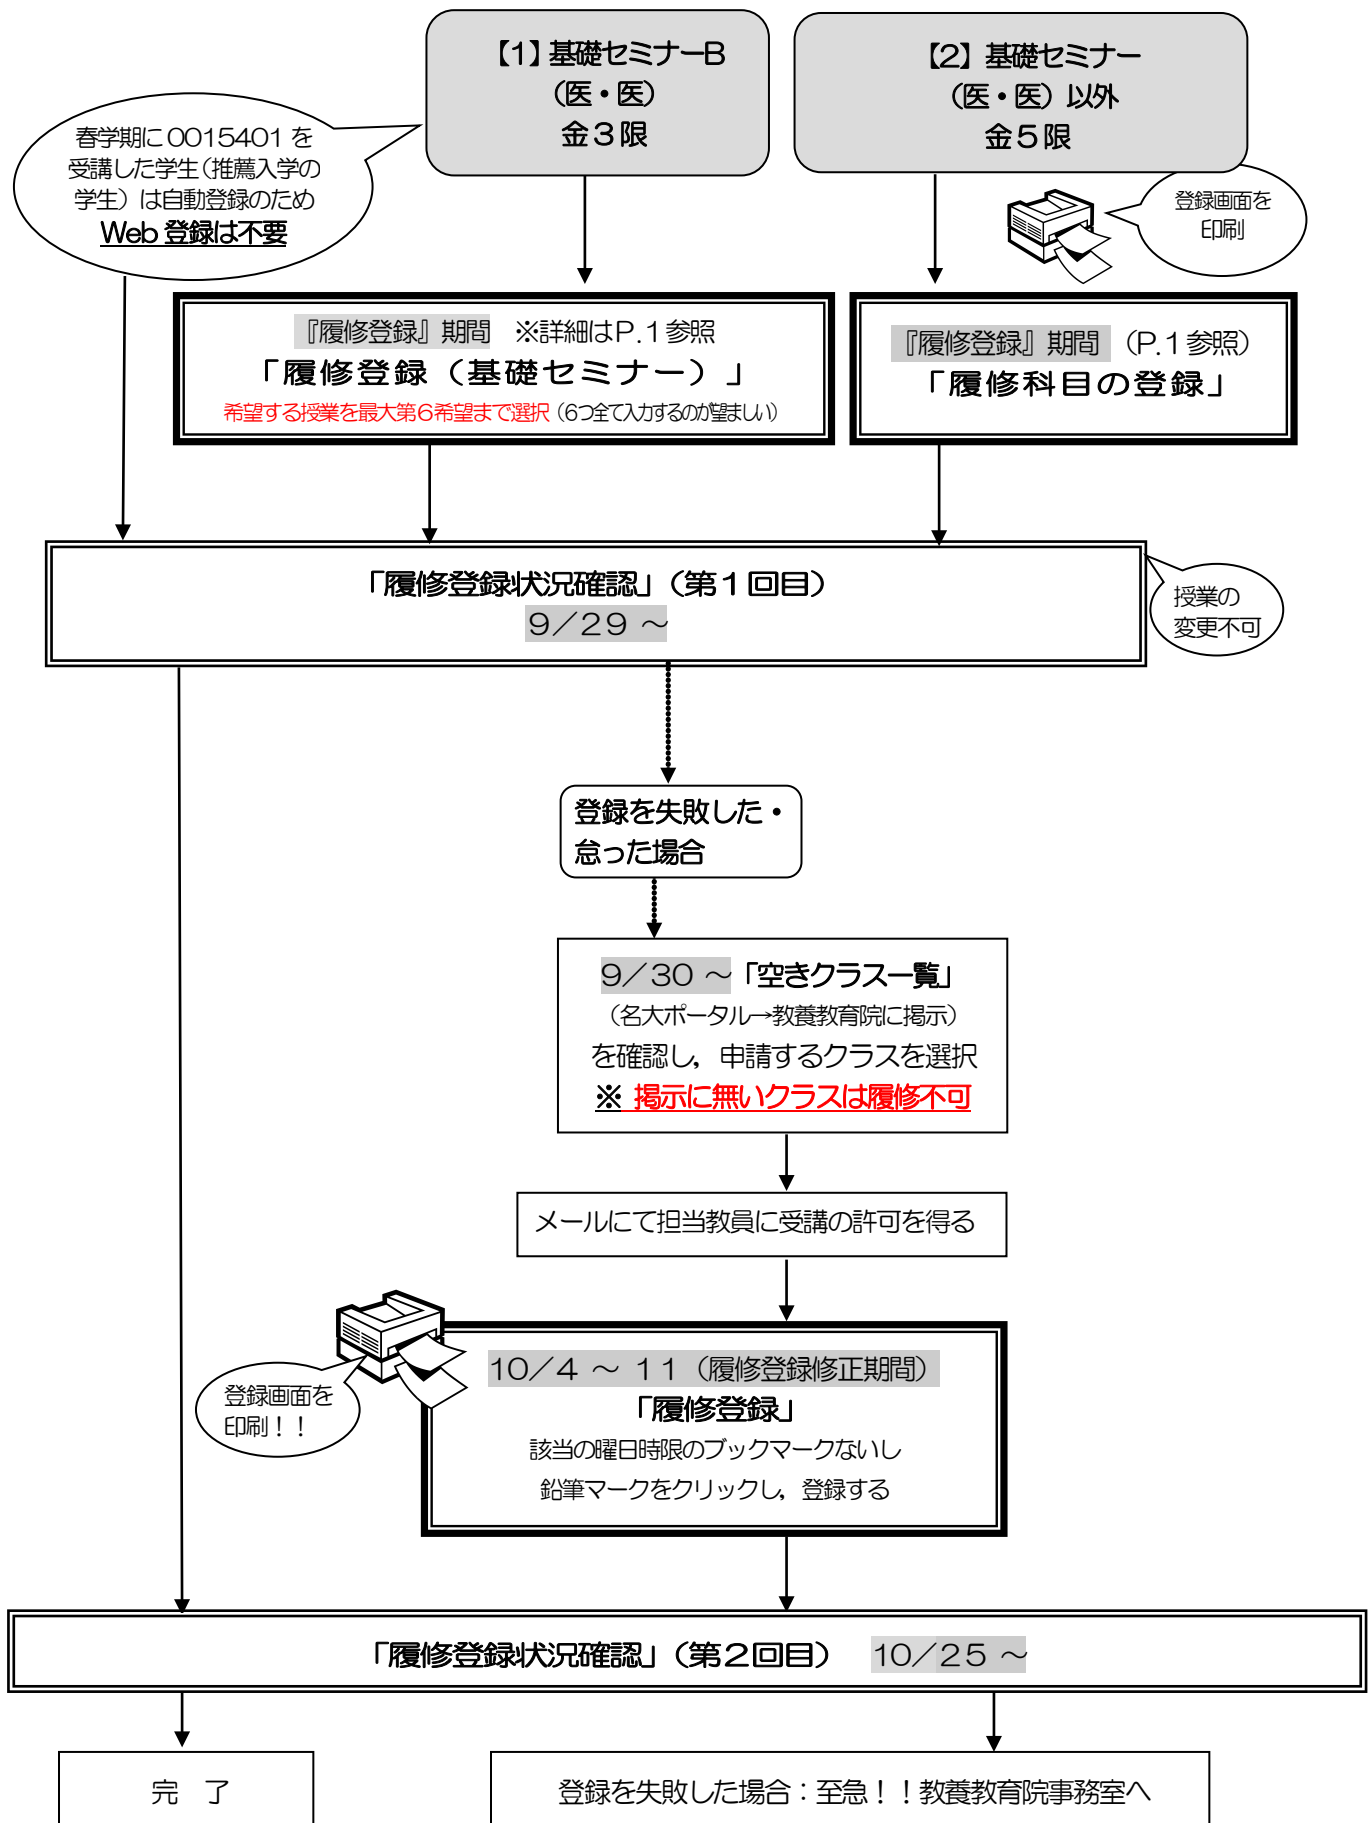 【1】基礎セミナーB
（医・医）
金３限
【2】基礎セミナー
（医・医）以外
金５限
春学期に0015401を
受講した学生（推薦入学の
学生）は自動登録のため
Web登録は不要
登録画面を
印刷
『履修登録』期間　※詳細はP.1参照
「履修登録（基礎セミナー）」
希望する授業を最大第6希望まで選択（6つ全て入力するのが望ましい）
『履修登録』期間（P.1参照）
「履修科目の登録」
「履修登録状況確認」（第１回目）
９／２９ ～
授業の
変更不可
登録を失敗した・
怠った場合
９／３０ ～「空きクラス一覧」
（名大ポータル→教養教育院に掲示）
を確認し，申請するクラスを選択
※ 掲示に無いクラスは履修不可
メールにて担当教員に受講の許可を得る
登録画面を
印刷！！
１０／４ ～ １１（履修登録修正期間）
「履修登録」
該当の曜日時限のブックマークないし
鉛筆マークをクリックし，登録する
「履修登録状況確認」（第２回目）　１０／２５ ～
完　了
登録を失敗した場合：至急！！教養教育院事務室へ